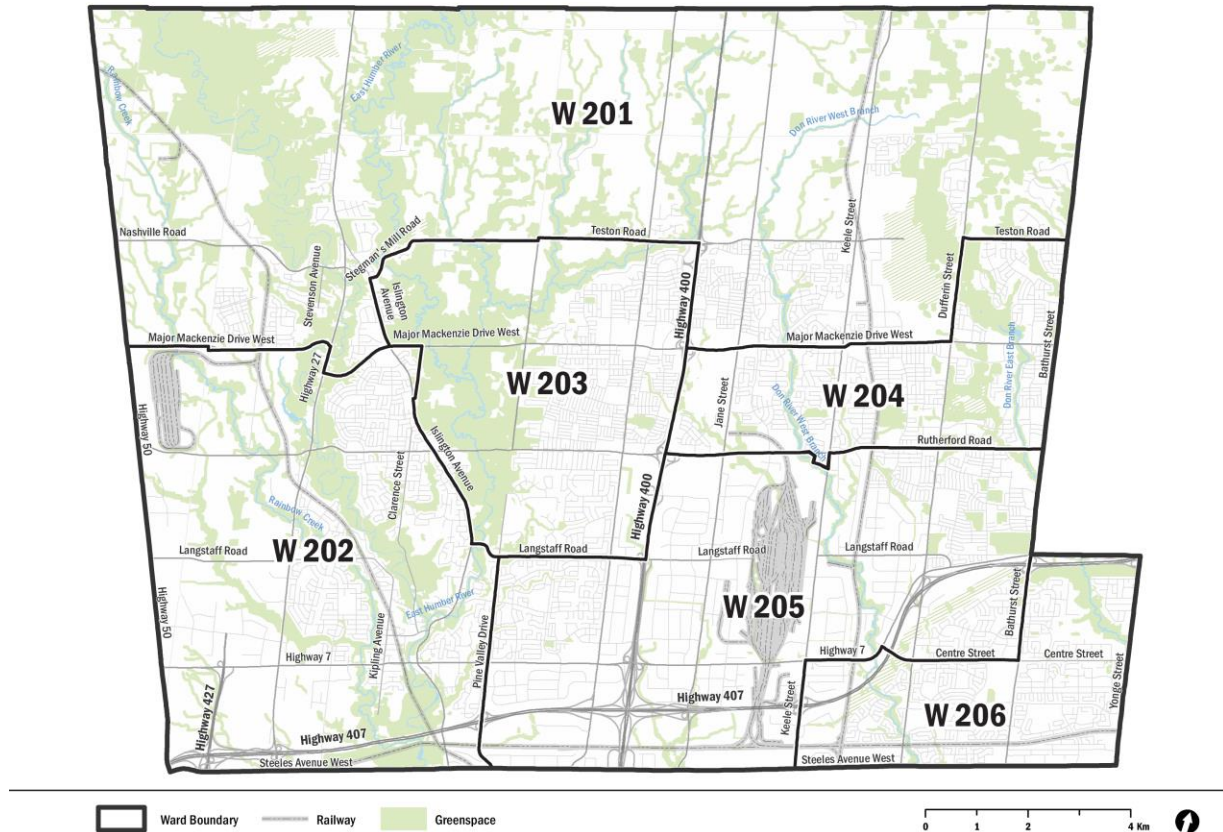 East Humber River
Rainbow Creek
W 201
Don River West Branch
Keele Street
Nashville Road
Stegman's Mill Road
Teston Road
Teston Road
Stevenson Avenue
Islington Avenue
Highway 400
Dufferin Street
Major Mackenzie Drive West
Major Mackenzie Drive West
Major Mackenzie Drive West
Bathurst Street
Don River East Branch
Highway 27
W 203
Jane Street
W 204
Don River West Branch
Highway 50
Islington Avenue
Rutherford Road
Clarence Street
Highway 400
Rainbow Creek
Langstaff Road
W 202
Langstaff Road
Langstaff Road
Langstaff Road
Highway 50
East Humber River
W 205
Bathurst Street
Kipling Avenue
Pine Valley Drive
Highway 7
Highway 7
Centre Street
Centre Street
Highway 427
Highway 407
Highway 407
Keele Street
W 206
Yonge Street
Steeles Avenue West
Steeles Avenue West
Ward Boundary
Railway
Greenspace
0 1 2 4 Km